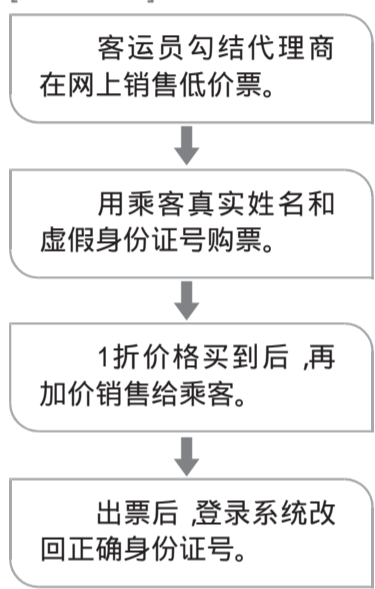 客运员勾结代理商
在网上销售低价票。
用乘客真实姓名和
虚假身份证号购票。
1折价格买到后,再
加价销售给乘客。
出票后,登录系统改
回正确身份证号。